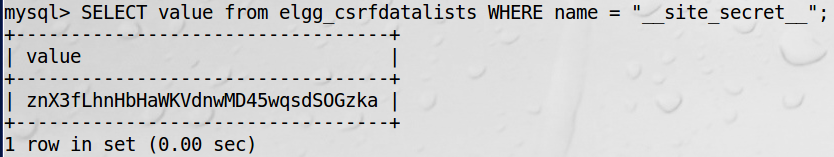 mysql> SELECT value from elgg_csrfdatalists WHERE name = "__site_secret__";
+----------------------------------+
| value                            |
+----------------------------------+
| znX3fLhnHbHaWKVdnwMD45wqsdSOGzka |
+----------------------------------+
1 row in set (0.00 sec)